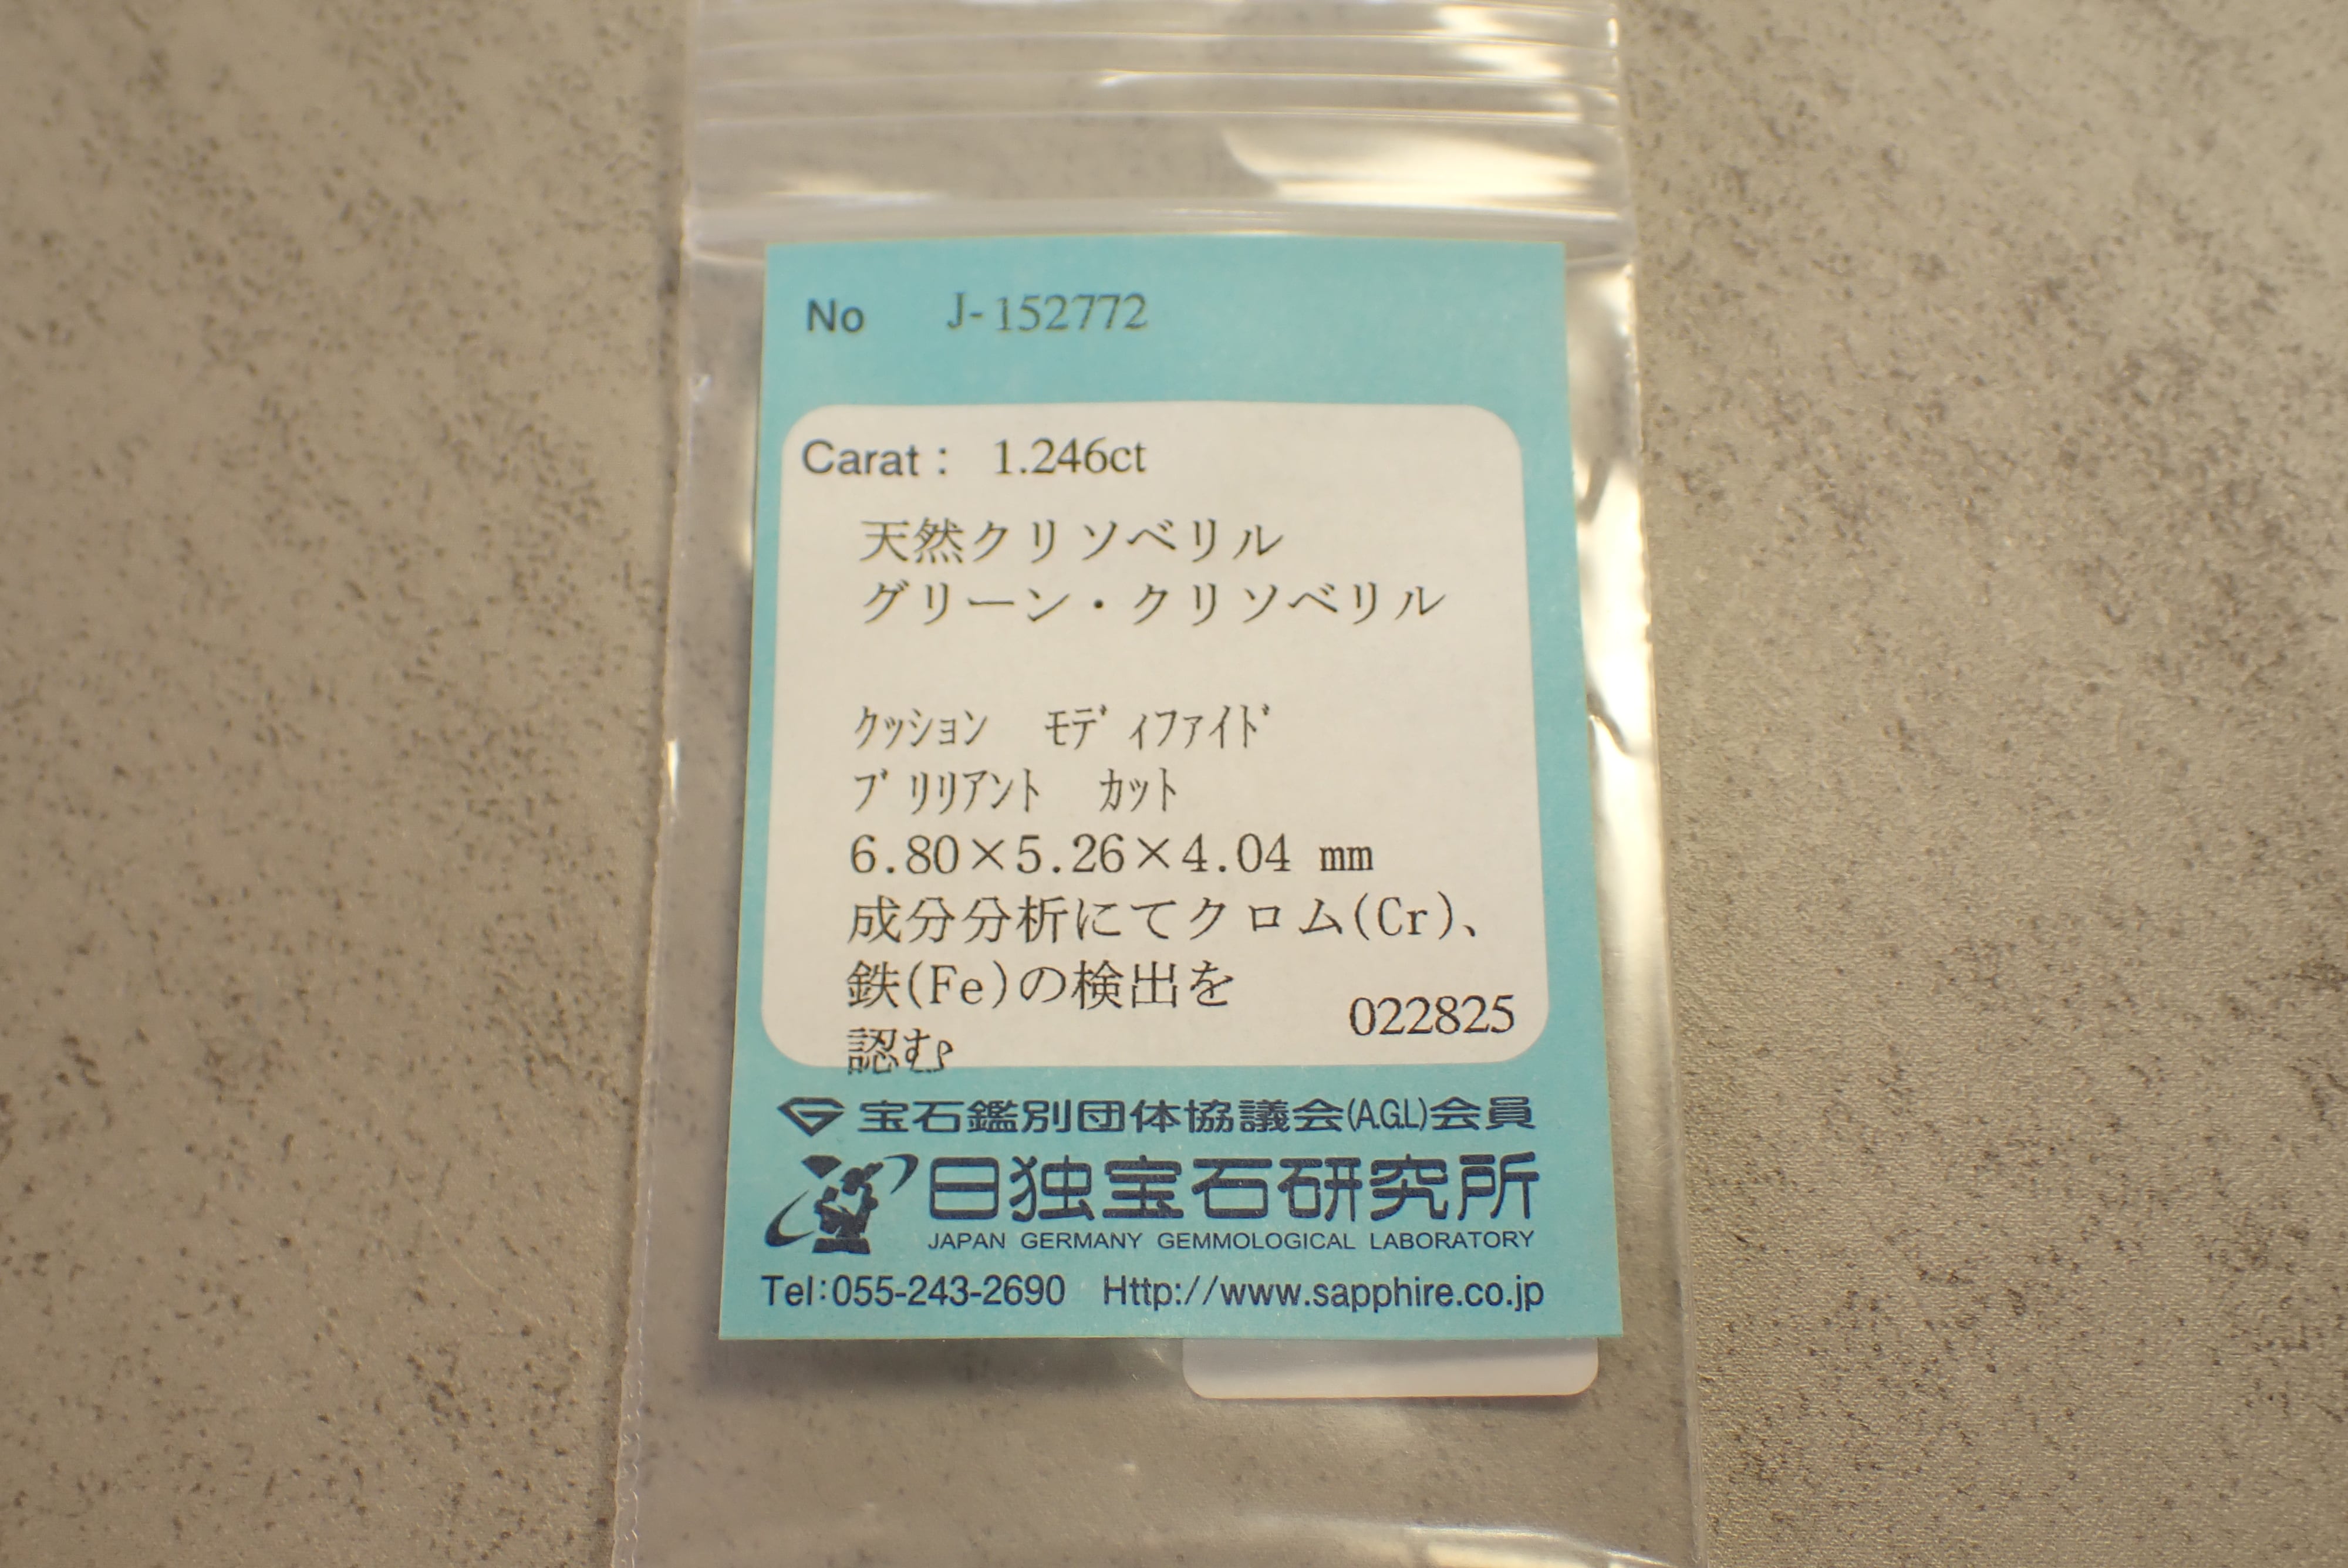 No J-152772
Carat : 1.246ct
天然クリソベリル
グリーン・クリソベリル
ｸｯｼｮﾝ ﾓﾃﾞｨﾌｧｲﾄﾞ
ﾌﾞﾘﾘｱﾝﾄ ｶｯﾄ
6.80×5.26×4.04 mm
成分分析にてクロム(Cr)、
鉄(Fe)の検出を
認む
022825
宝石鑑別団体協議会(A.G.L)会員
日独宝石研究所
JAPAN GERMANY GEMMOLOGICAL LABORATORY
Tel:055-243-2690 Http://www.sapphire.co.jp